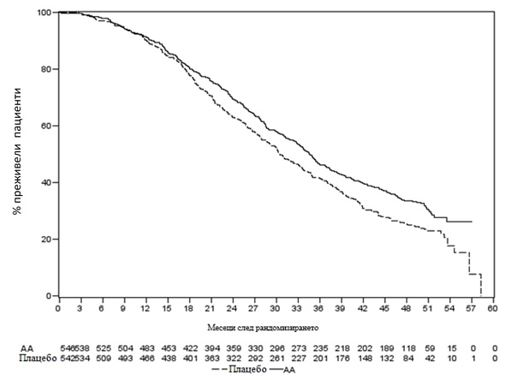 100
80
60
40
20
0
% преживели пациенти
0 3 6 9 12 15 18 21 24 27 30 33 36 39 42 45 48 51 54 57 60
Месеци след рандомизирането
AA 546538 525 504 483 453 422 394 359 330 296 273 235 218 202 189 118 59 15 0 0
Плацебо 542534 509 493 466 438 401 363 322 292 261 227 201 176 148 132 84 42 10 1 0
Плацебо AA